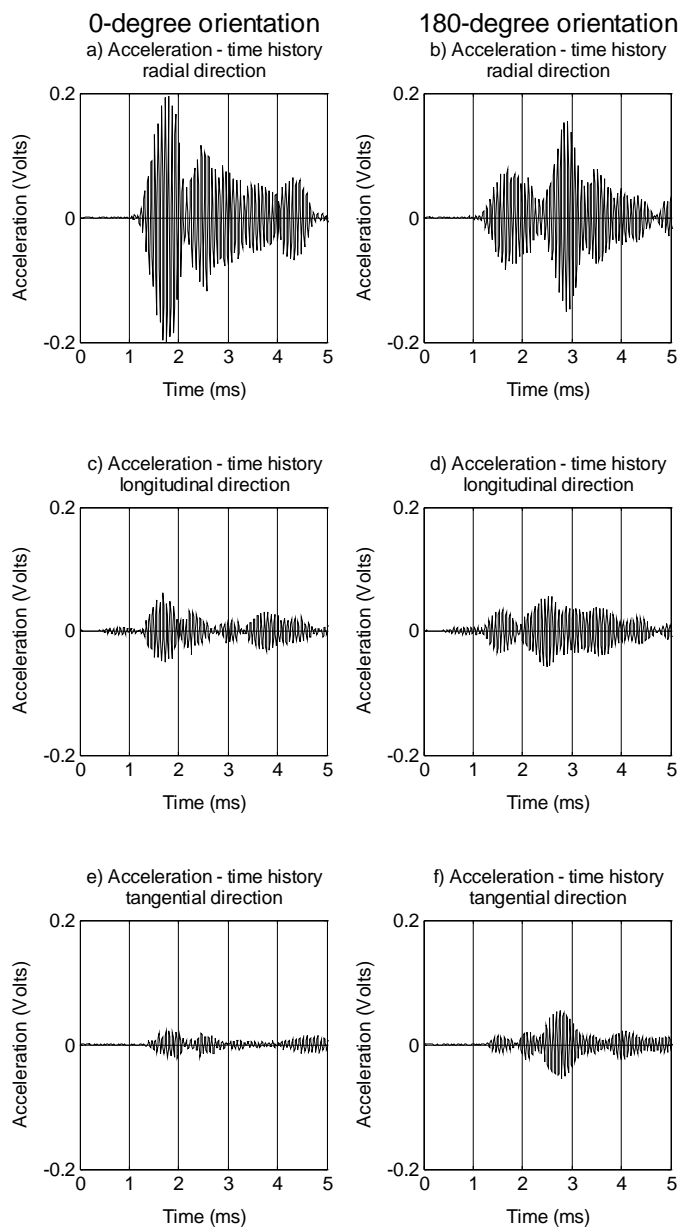 0-degree orientation
180-degree orientation
a) Acceleration - time history
radial direction
0.2
0
-0.2
Acceleration (Volts)
0 1 2 3 4 5
Time (ms)
b) Acceleration - time history
radial direction
0.2
0
-0.2
Acceleration (Volts)
0 1 2 3 4 5
Time (ms)
c) Acceleration - time history
longitudinal direction
0.2
0
-0.2
Acceleration (Volts)
0 1 2 3 4 5
Time (ms)
d) Acceleration - time history
longitudinal direction
0.2
0
-0.2
Acceleration (Volts)
0 1 2 3 4 5
Time (ms)
e) Acceleration - time history
tangential direction
0.2
0
-0.2
Acceleration (Volts)
0 1 2 3 4 5
Time (ms)
f) Acceleration - time history
tangential direction
0.2
0
-0.2
Acceleration (Volts)
0 1 2 3 4 5
Time (ms)